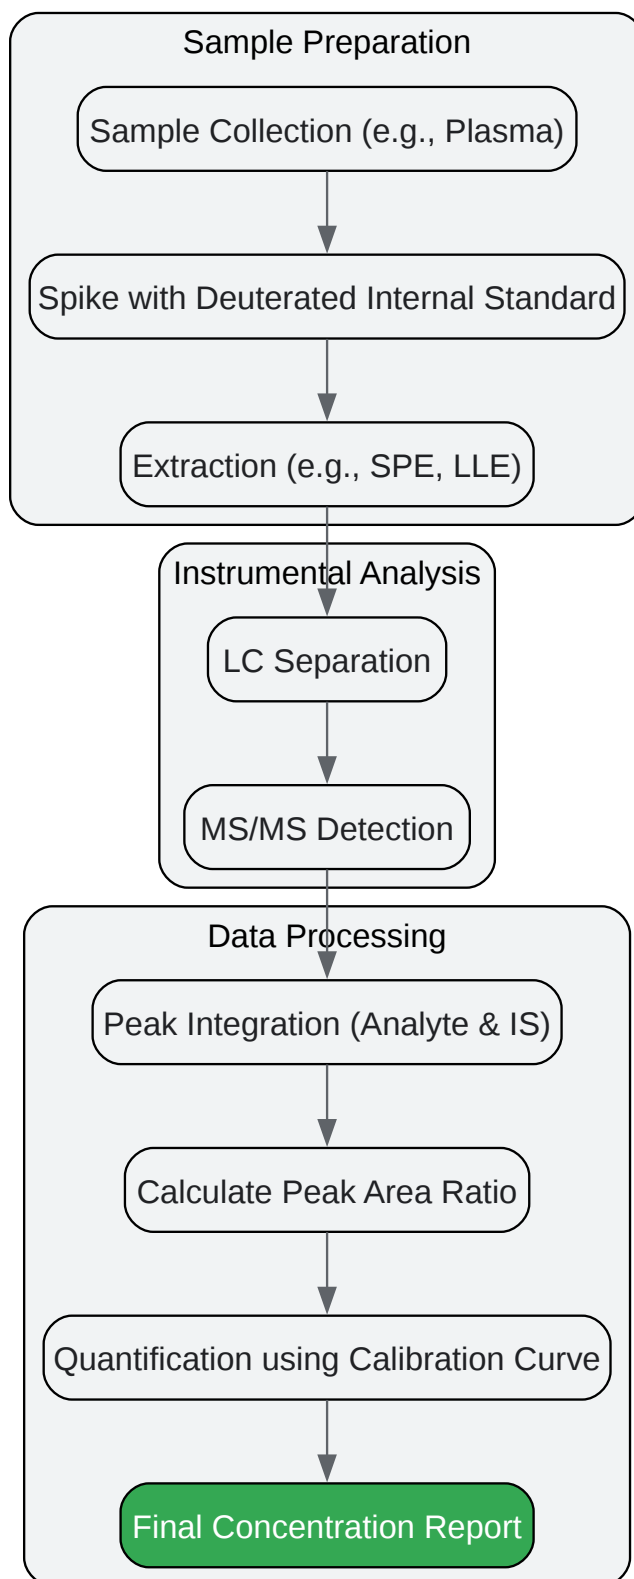 Sample Preparation
Sample Collection (e.g., Plasma)
Spike with Deuterated Internal Standard
Extraction (e.g., SPE, LLE)
Instrumental Analysis
LC Separation
MS/MS Detection
Data Processing
Peak Integration (Analyte & IS)
Calculate Peak Area Ratio
Quantification using Calibration Curve
Final Concentration Report